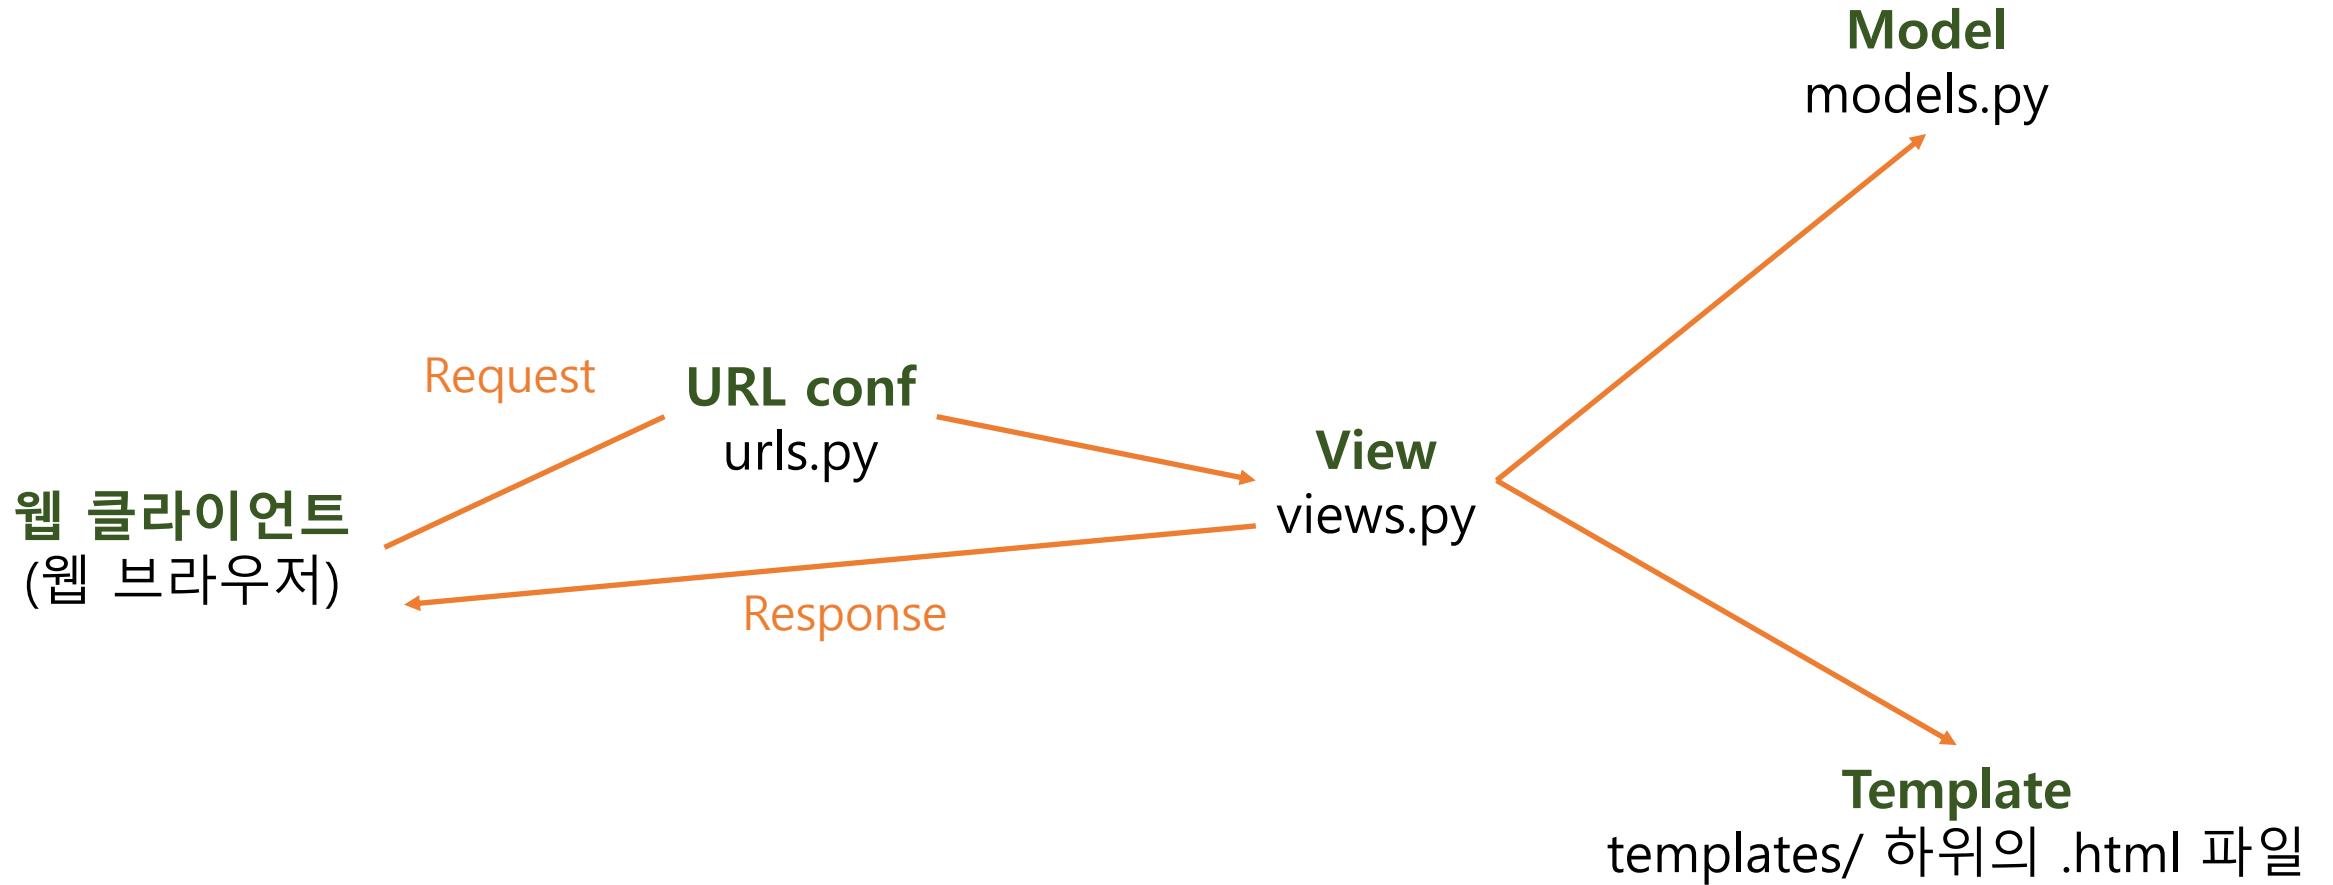 Model
models.py
Request
URL conf
urls.py
View
views.py
웹 클라이언트
(웹 브라우저)
Response
Template
templates/ 하위의 .html 파일